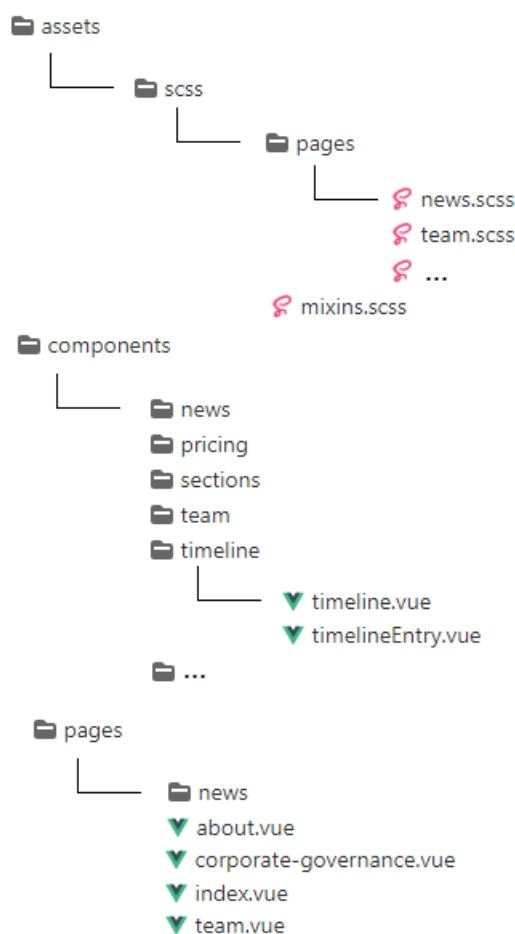 assets
scss
pages
news.scss
team.scss
...
mixins.scss
components
news
pricing
sections
team
timeline
timeline.vue
timelineEntry.vue
...
pages
news
about.vue
corporate-governance.vue
index.vue
team.vue